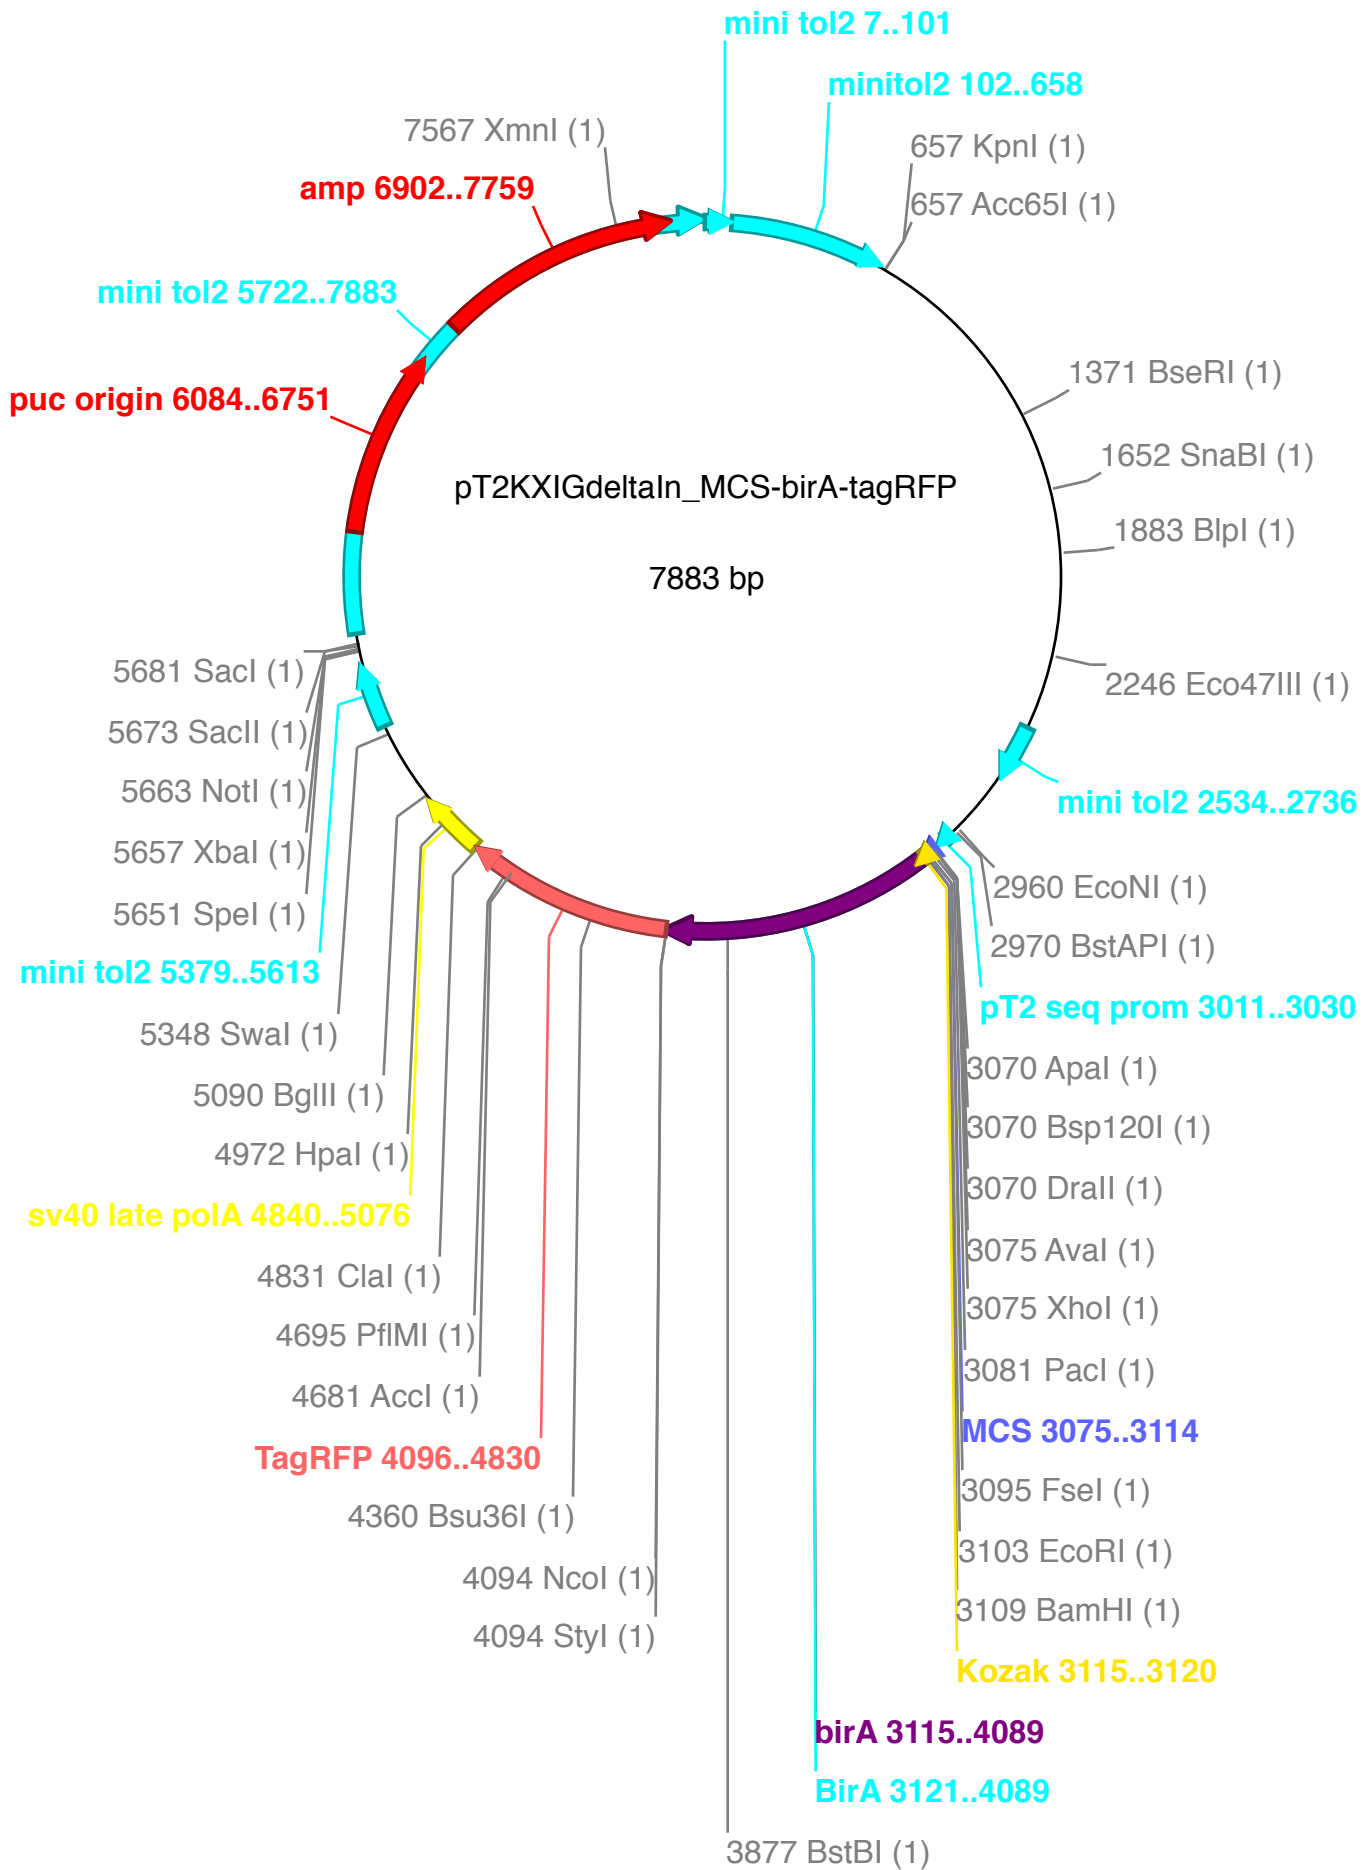 mini tol2 7..101
minitol2 102..658
7567 XmnI (1)
657 KpnI (1)
amp 6902..7759
657 Acc65I (1)
mini tol2 5722..7883
1371 BseRI (1)
puc origin 6084..6751
1652 SnaBI (1)
pT2KXIGdeltaIn_MCS-birA-tagRFP
1883 BlpI (1)
7883 bp
5681 SacI (1)
2246 Eco47III (1)
5673 SacII (1)
5663 NotI (1)
mini tol2 2534..2736
5657 XbaI (1)
2960 EcoNI (1)
5651 SpeI (1)
2970 BstAPI (1)
mini tol2 5379..5613
pT2 seq prom 3011..3030
5348 SwaI (1)
3070 ApaI (1)
5090 BglII (1)
3070 Bsp120I (1)
4972 HpaI (1)
3070 DraII (1)
sv40 late polA 4840..5076
3075 AvaI (1)
4831 ClaI (1)
3075 XhoI (1)
4695 PflMI (1)
3081 PacI (1)
4681 AccI (1)
MCS 3075..3114
TagRFP 4096..4830
3095 FseI (1)
4360 Bsu36I (1)
3103 EcoRI (1)
4094 NcoI (1)
3109 BamHI (1)
4094 StyI (1)
Kozak 3115..3120
birA 3115..4089
BirA 3121..4089
3877 BstBI (1)